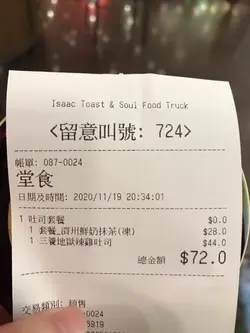 Isaac Toast & Soul Food Truck
<留意叫號: 724>
帳單: 087-0024
堂食
日期及時間: 2020/11/19 20:34:01
1 吐司套餐 $0.0
1 套餐_濟州鮮奶抹茶(凍) $28.0
1 三養地獄辣雞吐司 $44.0
總金額 $72.0
交易類別: 銷售
-0024